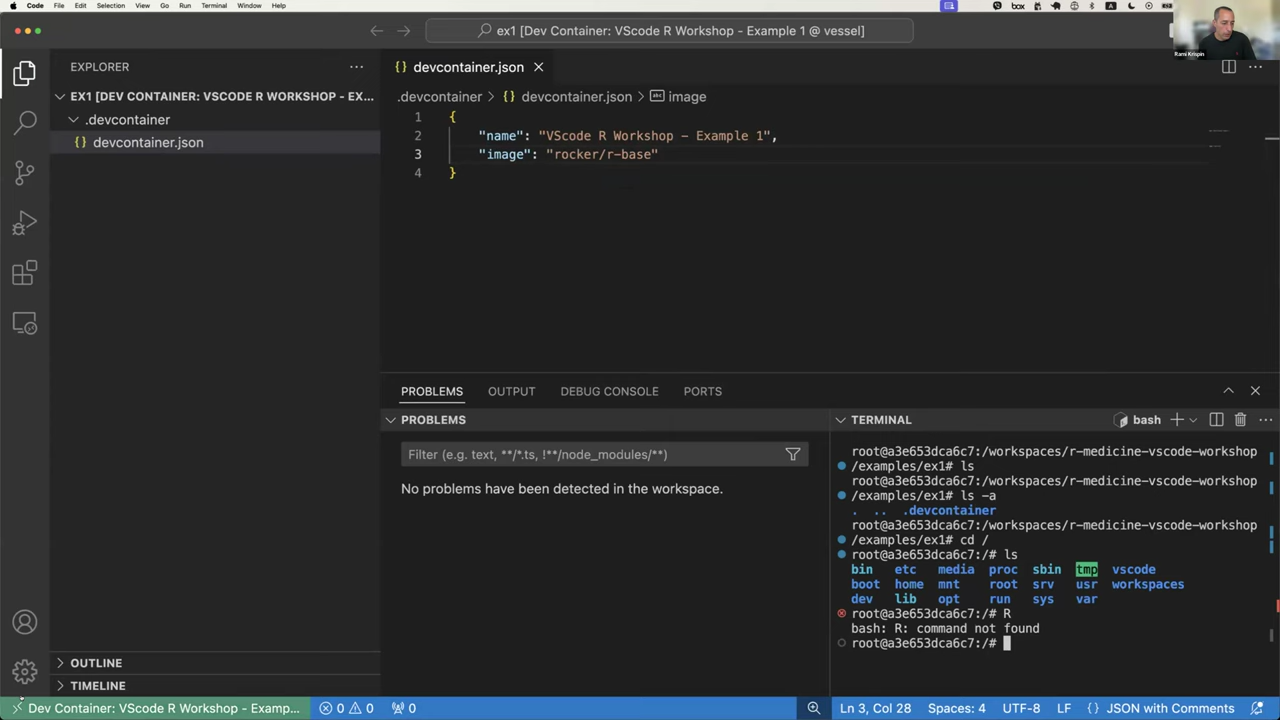 Code File Edit Selection View Go Run Terminal Window Help
box
A
Rami Krispin
ex1 [Dev Container: VScode R Workshop - Example 1 @ vessel]
EXPLORER
EX1 [DEV CONTAINER: VSCODE R WORKSHOP - EX...
.devcontainer
{} devcontainer.json
OUTLINE
TIMELINE
{} devcontainer.json
.devcontainer > {} devcontainer.json > abc image
1 {
2 "name": "VScode R Workshop - Example 1",
3 "image": "rocker/r-base"
4 }
PROBLEMS OUTPUT DEBUG CONSOLE PORTS
PROBLEMS
Filter (e.g. text, **/*.ts, !**/node_modules/**)
No problems have been detected in the workspace.
TERMINAL
bash
root@a3e653dca6c7:/workspaces/r-medicine-vscode-workshop
/examples/ex1# ls
root@a3e653dca6c7:/workspaces/r-medicine-vscode-workshop
/examples/ex1# ls -a
. .. .devcontainer
root@a3e653dca6c7:/workspaces/r-medicine-vscode-workshop
/examples/ex1# cd /
root@a3e653dca6c7:/# ls
bin etc media proc sbin tmp vscode
boot home mnt root srv usr workspaces
dev lib opt run sys var
root@a3e653dca6c7:/# R
bash: R: command not found
root@a3e653dca6c7:/#
Dev Container: VScode R Workshop - Examp... 0 0 0 Ln 3, Col 28 Spaces: 4 UTF-8 LF {} JSON with Comments